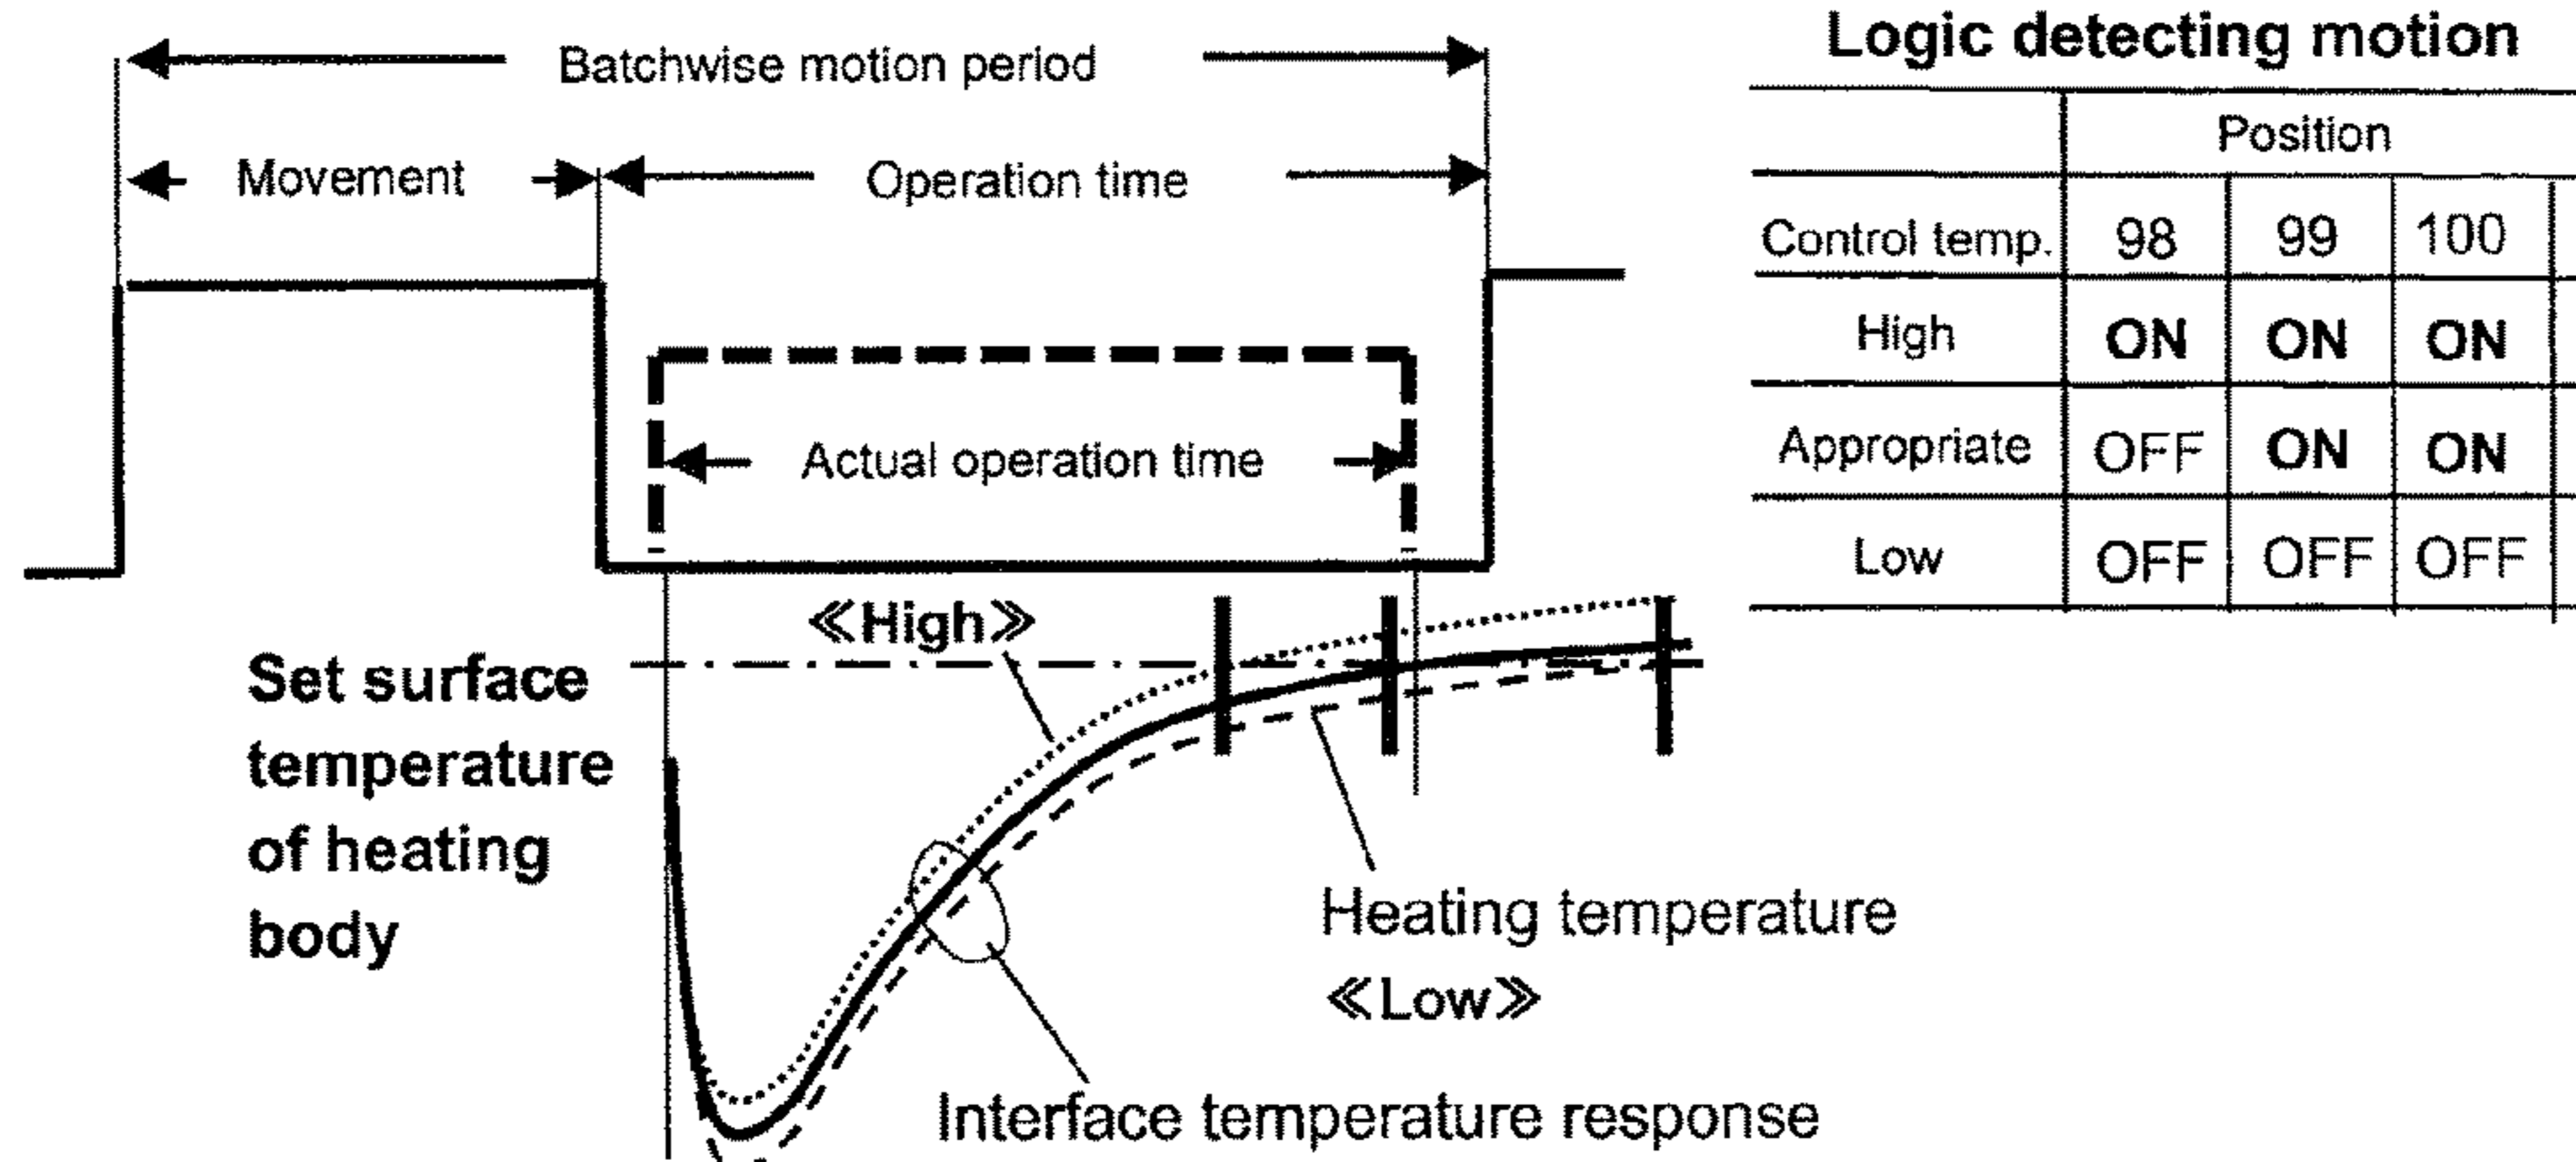 Batchwise motion period
Movement
Operation time
Actual operation time
Logic detecting motion
Position
Control temp. 98 99 100
High ON ON ON
Appropriate OFF ON ON
Low OFF OFF OFF
≪High≫
Set surface
temperature
of heating
body
Heating temperature
≪Low≫
Interface temperature response